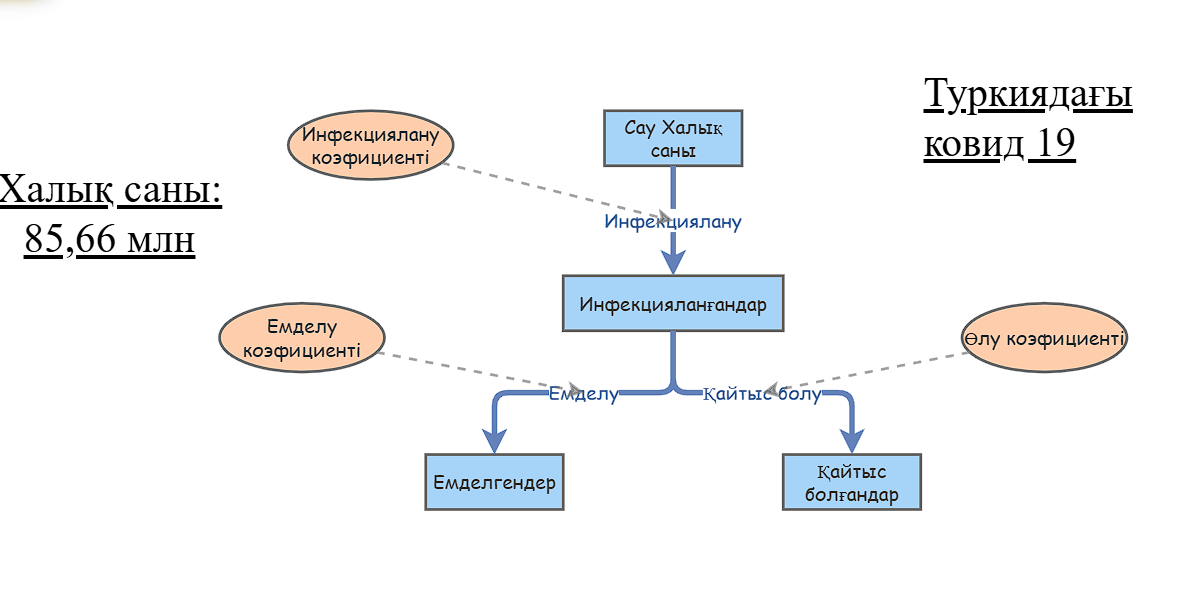 Туркиядағы
ковид 19
Халық саны:
85,66 млн
Инфекциялану
коэфициенті
Сау Халық
саны
Инфекциялану
Инфекцияланғандар
Емделу
коэфициенті
Өлу коэфициенті
Емделу
Қайтыс болу
Емделгендер
Қайтыс
болғандар